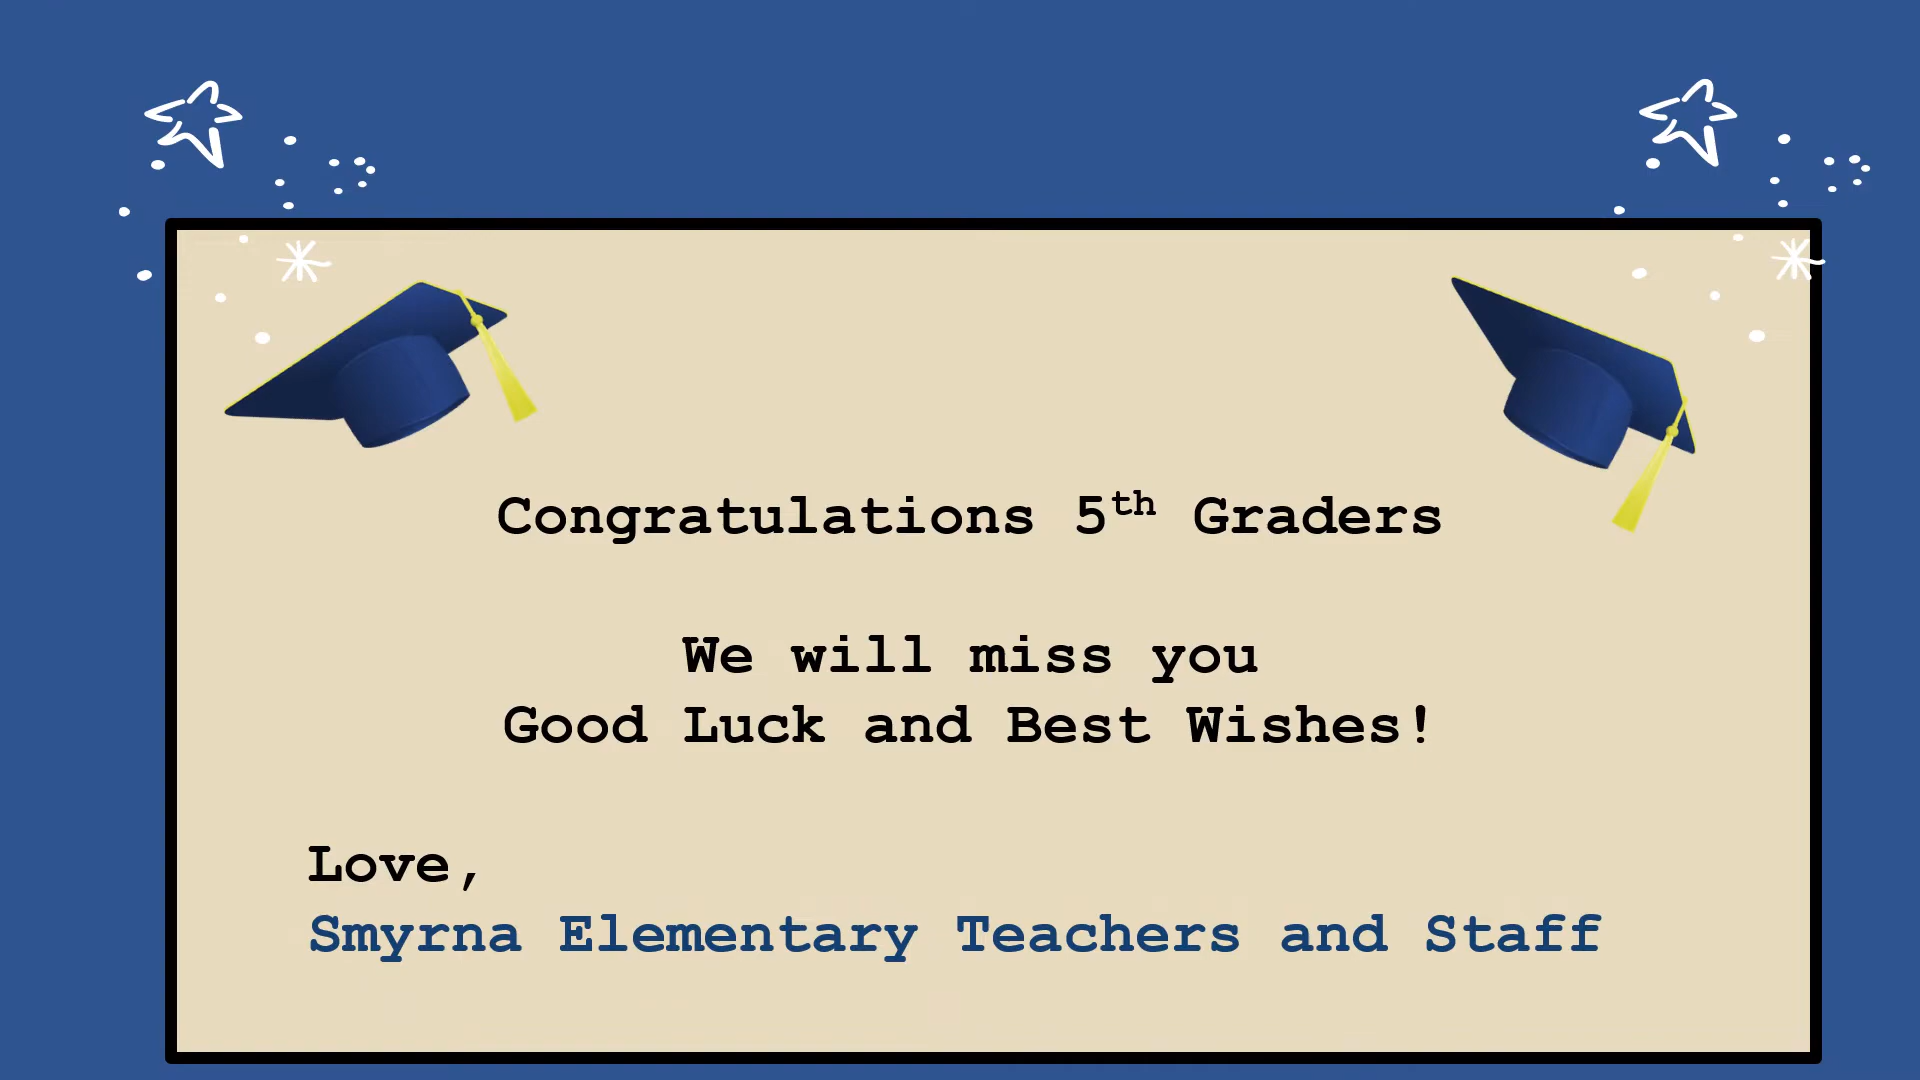 Congratulations 5th Graders
We will miss you
Good Luck and Best Wishes!
Love,
Smyrna Elementary Teachers and Staff